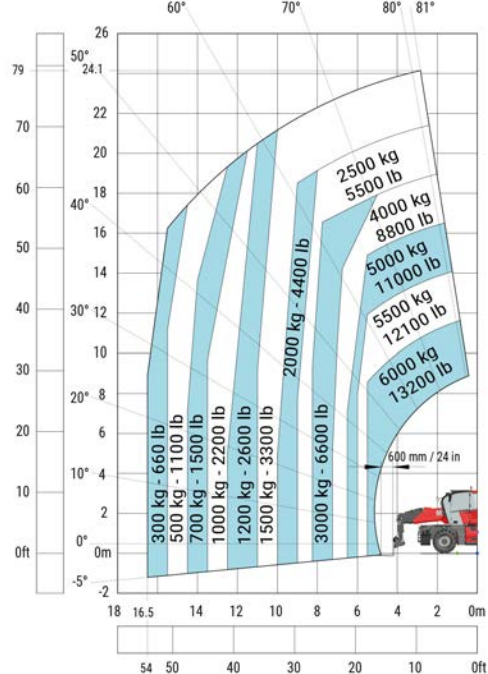 60°
70°
80°
81°
26
79
50°
24.1
24
22
70
20
60
18
40°
16
50
14
40
30°
12
10
30
8
20°
6
20
4
10°
10
2
0°
0ft
0m
-5°
-2
2500 kg
5500 lb
4000 kg
8800 lb
5000 kg
11000 lb
5500 kg
12100 lb
6000 kg
13200 lb
600 mm / 24 in
300 kg - 660 lb
500 kg - 1100 lb
700 kg - 1500 lb
1000 kg - 2200 lb
1200 kg - 2600 lb
1500 kg - 3300 lb
2000 kg - 4400 lb
3000 kg - 6600 lb
18 16.5 14 12 10 8 6 4 2 0m
54 50 40 30 20 10 0ft